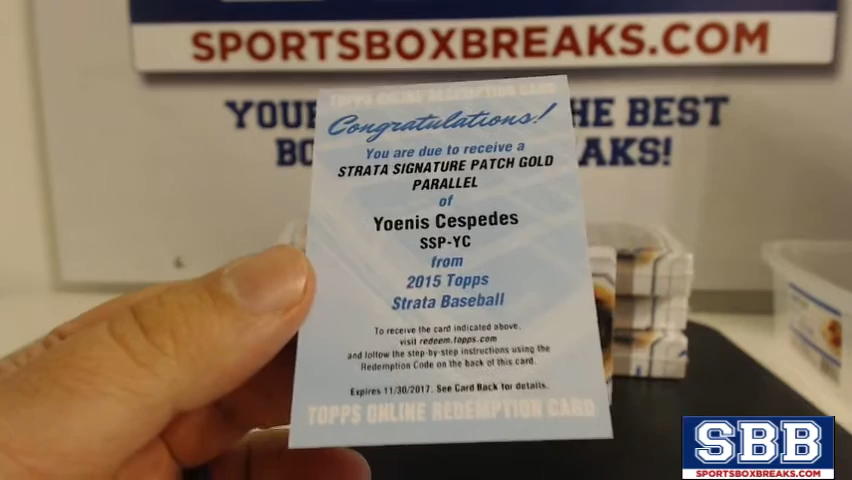 SPORTSBOXBREAKS.COM
YOUR HE BEST
BO AKS!
TOPPS ONLINE REDEMPTION CARD
Congratulations!
You are due to receive a
STRATA SIGNATURE PATCH GOLD
PARALLEL
of
Yoenis Cespedes
SSP-YC
from
2015 Topps
Strata Baseball
To receive the card indicated above,
visit redeem.topps.com
and follow the step-by-step instructions using the
Redemption Code on the back of this card.
Expires 11/30/2017. See Card Back for details.
TOPPS ONLINE REDEMPTION CARD
SBB
SPORTSBOXBREAKS.COM